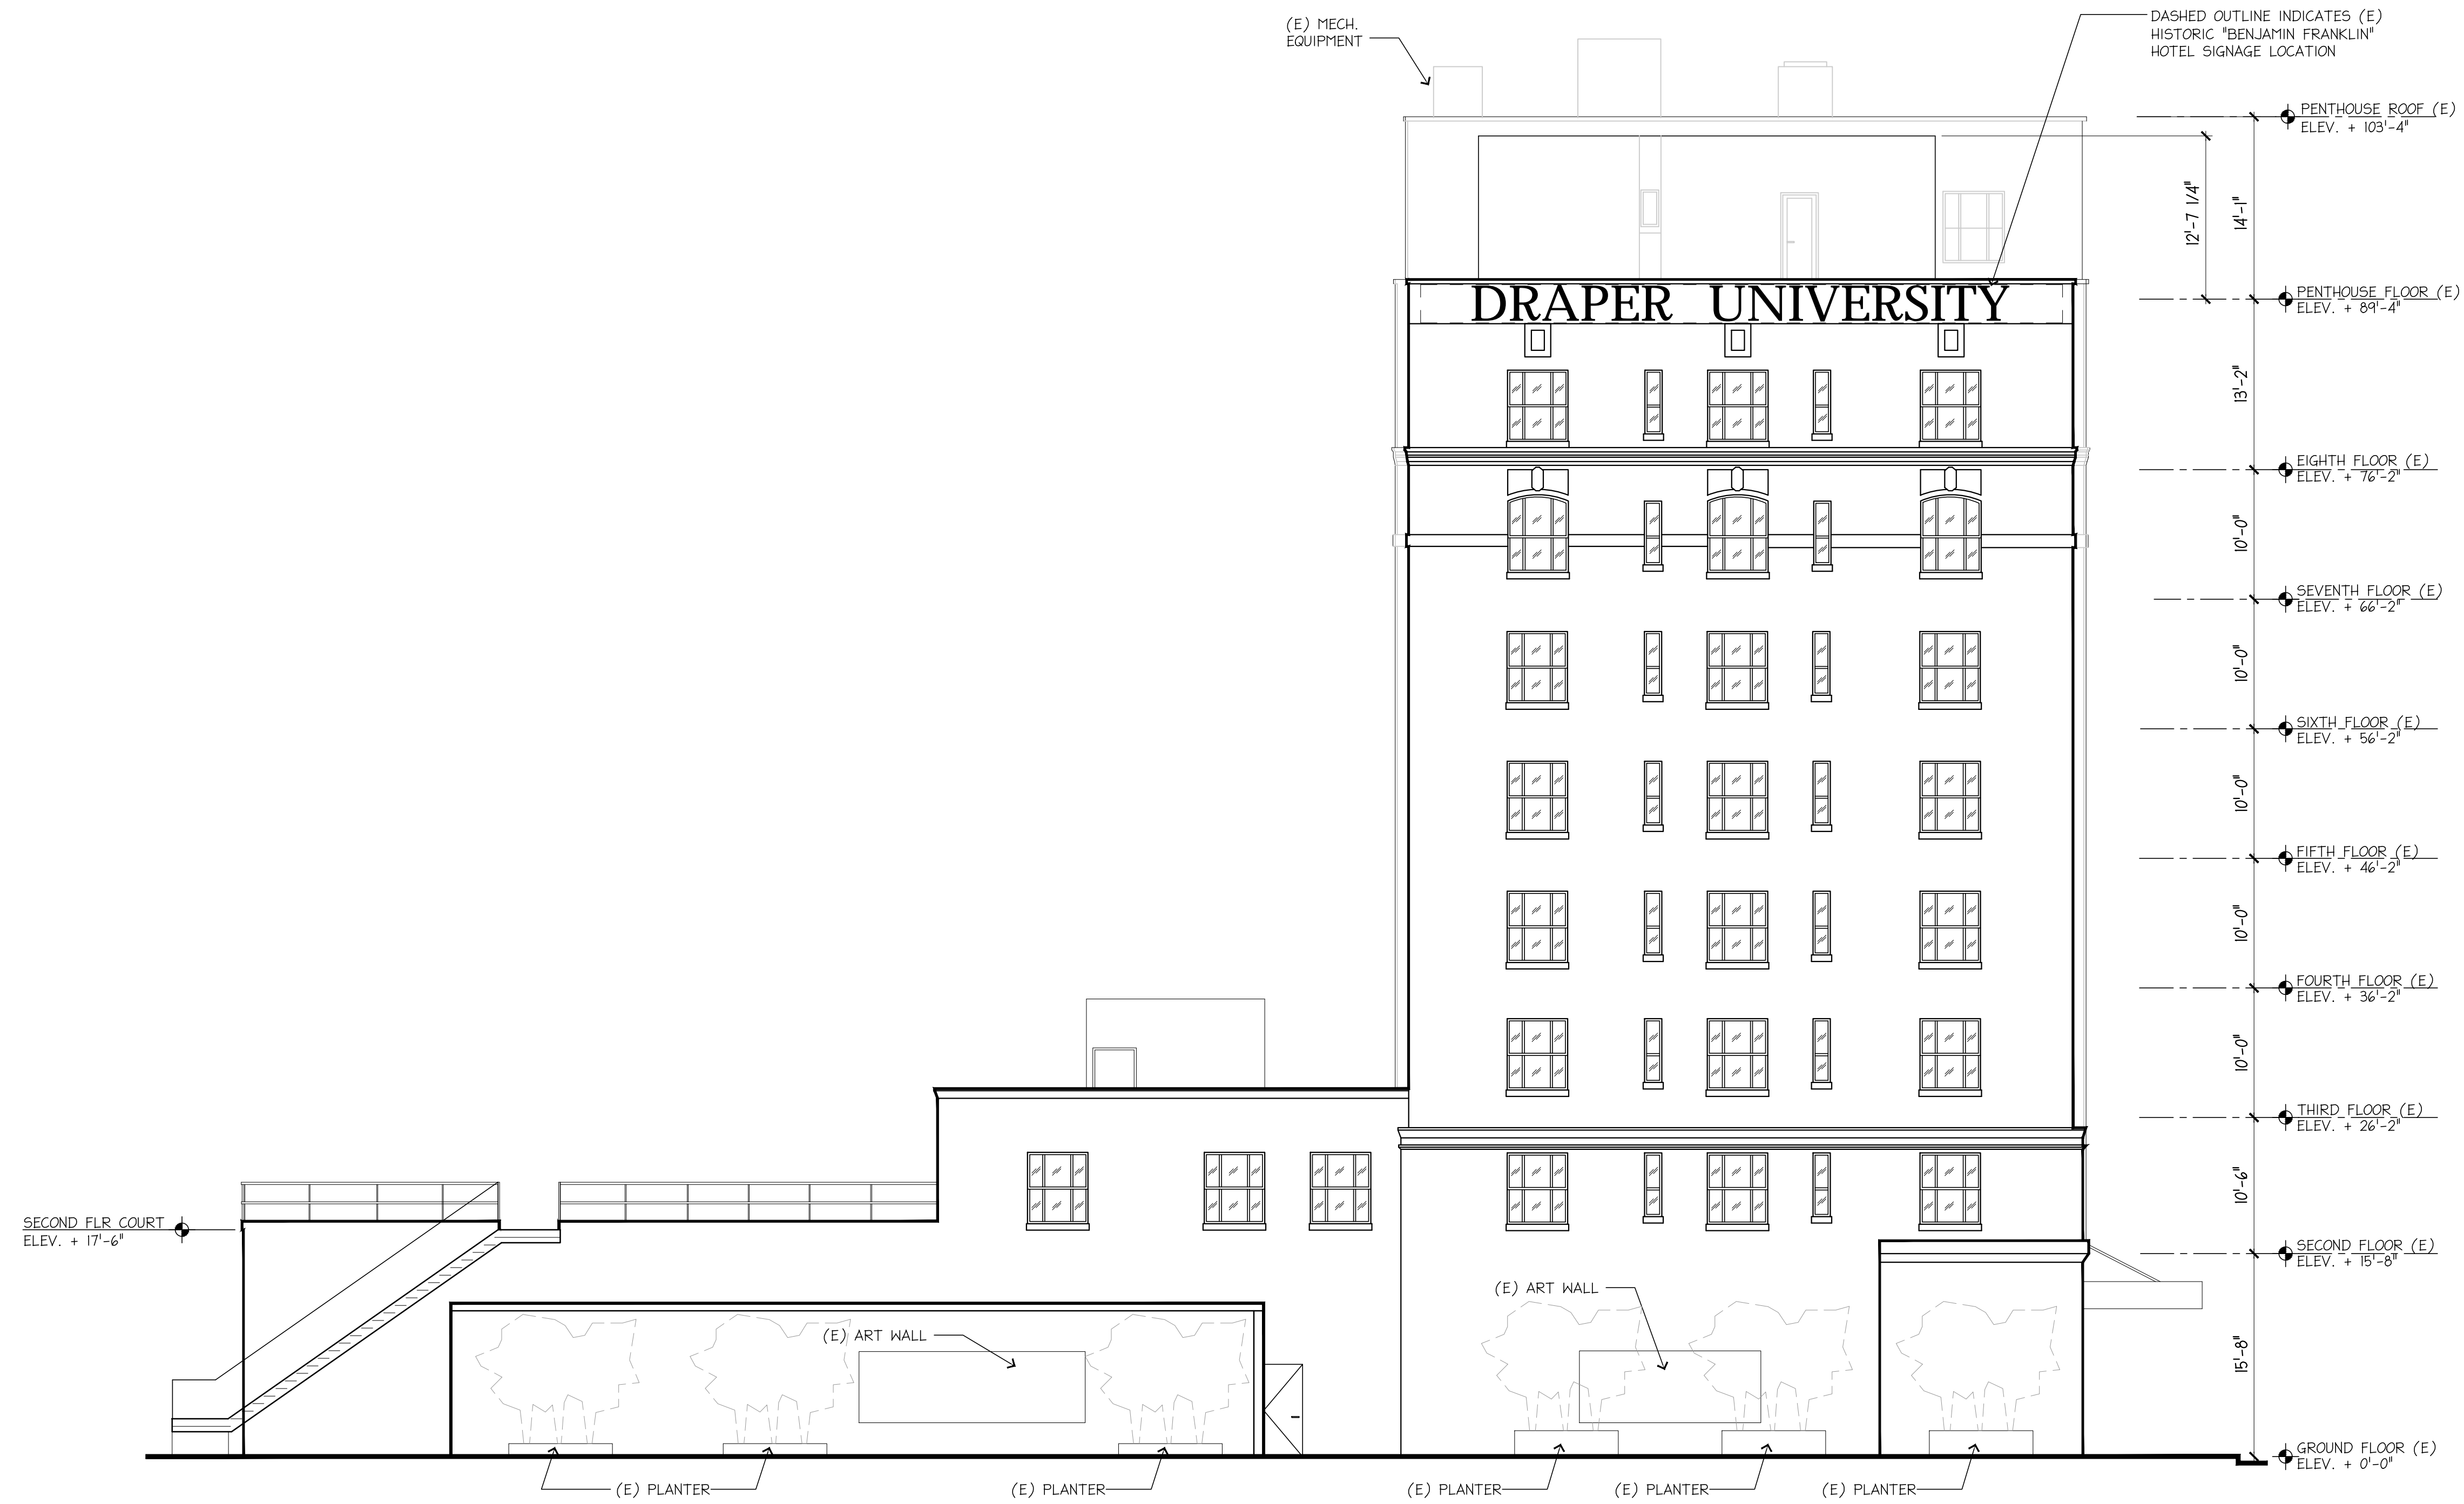 (E) MECH.
EQUIPMENT
DASHED OUTLINE INDICATES (E)
HISTORIC "BENJAMIN FRANKLIN"
HOTEL SIGNAGE LOCATION
PENTHOUSE ROOF (E)
ELEV. + 103'-4"
12'-7 1/4"
14'-1"
PENTHOUSE FLOOR (E)
ELEV. + 89'-4"
DRAPER UNIVERSITY
13'-2"
EIGHTH FLOOR (E)
ELEV. + 76'-2"
10'-0"
SEVENTH FLOOR (E)
ELEV. + 66'-2"
10'-0"
SIXTH FLOOR (E)
ELEV. + 56'-2"
10'-0"
FIFTH FLOOR (E)
ELEV. + 46'-2"
10'-0"
FOURTH FLOOR (E)
ELEV. + 36'-2"
10'-0"
THIRD FLOOR (E)
ELEV. + 26'-2"
10'-6"
SECOND FLR COURT
ELEV. + 17'-6"
SECOND FLOOR (E)
ELEV. + 15'-8"
(E) ART WALL
(E) ART WALL
15'-8"
GROUND FLOOR (E)
ELEV. + 0'-0"
(E) PLANTER
(E) PLANTER
(E) PLANTER
(E) PLANTER
(E) PLANTER